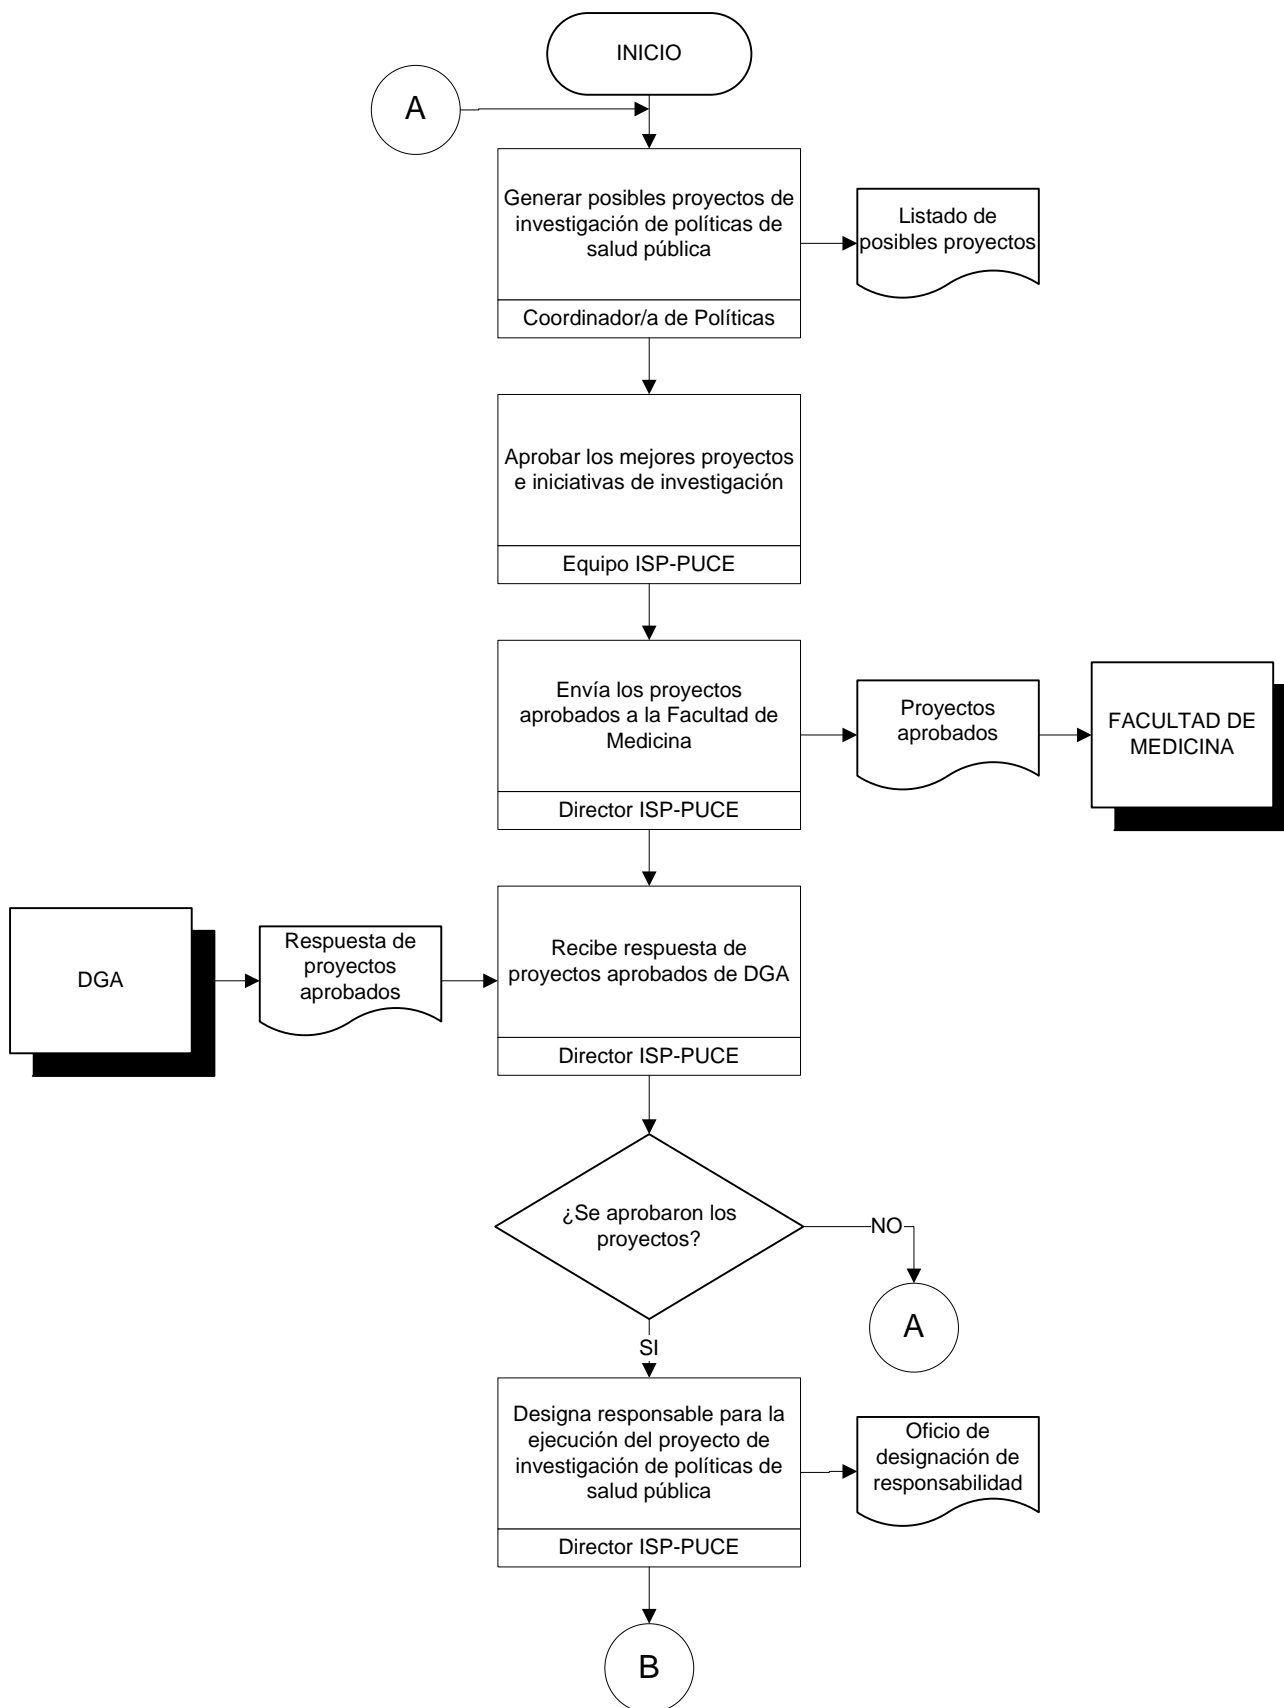 INICIO
A
Generar posibles proyectos de
investigación de políticas de
salud pública
Coordinador/a de Políticas
Listado de
posibles proyectos
Aprobar los mejores proyectos
e iniciativas de investigación
Equipo ISP-PUCE
Envía los proyectos
aprobados a la Facultad de
Medicina
Director ISP-PUCE
Proyectos
aprobados
FACULTAD DE
MEDICINA
DGA
Respuesta de
proyectos
aprobados
Recibe respuesta de
proyectos aprobados de DGA
Director ISP-PUCE
¿Se aprobaron los
proyectos?
NO
A
SI
Designa responsable para la
ejecución del proyecto de
investigación de políticas de
salud pública
Director ISP-PUCE
Oficio de
designación de
responsabilidad
B